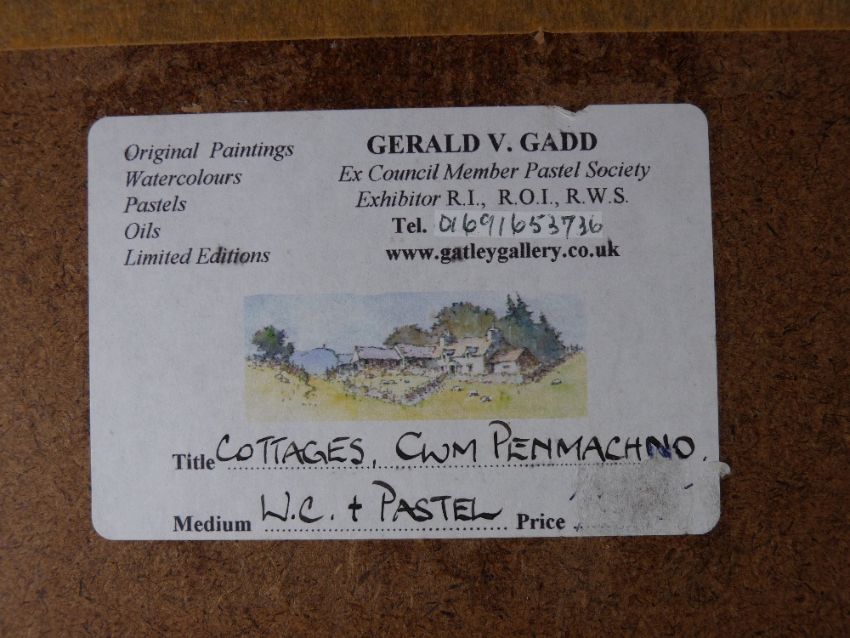 Original Paintings
Watercolours
Pastels
Oils
Limited Editions
GERALD V. GADD
Ex Council Member Pastel Society
Exhibitor R.I., R.O.I., R.W.S.
Tel. 01691653736
www.gatleygallery.co.uk
Title COTTAGES, CWM PENMACHNO.
Medium W.C. + PASTEL Price